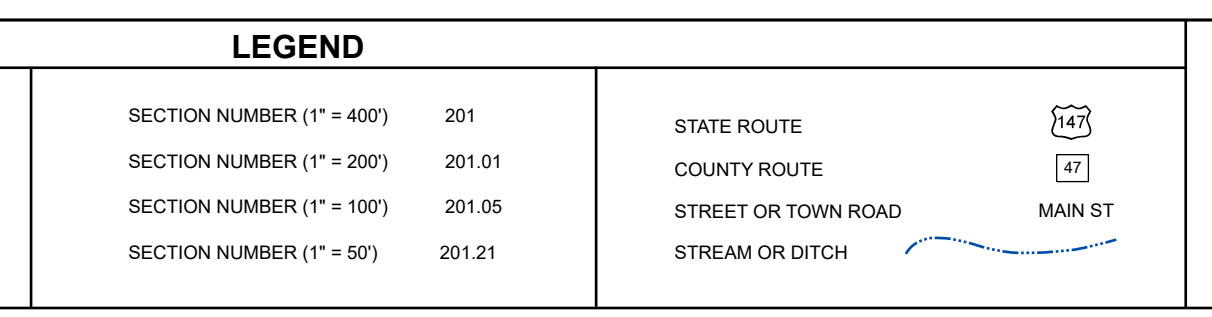 LEGEND
SECTION NUMBER (1" = 400') 201
SECTION NUMBER (1" = 200') 201.01
SECTION NUMBER (1" = 100') 201.05
SECTION NUMBER (1" = 50') 201.21
STATE ROUTE 147
COUNTY ROUTE 47
STREET OR TOWN ROAD MAIN ST
STREAM OR DITCH